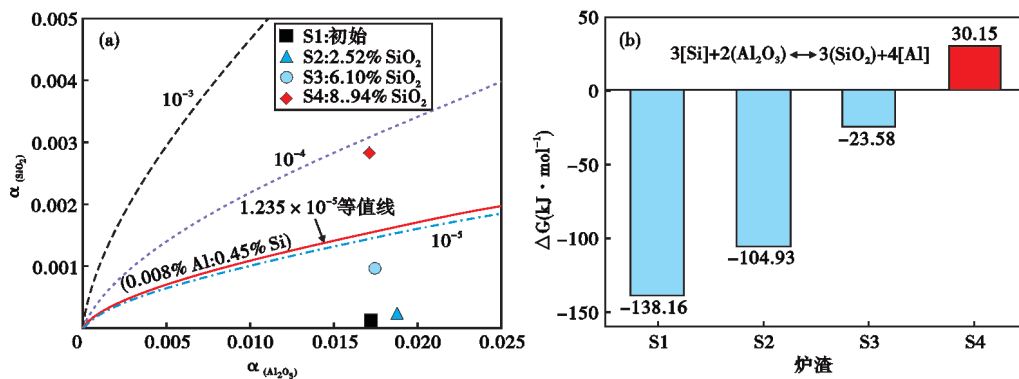 (a)
S1:初始
S2:2.52% SiO₂
S3:6.10% SiO₂
S4:8..94% SiO₂
0.005
0.004
0.003
0.002
0.001
α (SiO₂)
10⁻³
10⁻⁴
1.235 × 10⁻⁵等值线
(0.008% Al:0.45% Si)
10⁻⁵
0 0.005 0.010 0.015 0.020 0.025
α (Al₂O₃)
(b)
3[Si]+2(Al₂O₃)⟷3(SiO₂)+4[Al]
30.15
50
0
−50
−100
−150
△G(kJ·mol⁻¹)
−23.58
−104.93
−138.16
S1 S2 S3 S4
炉渣